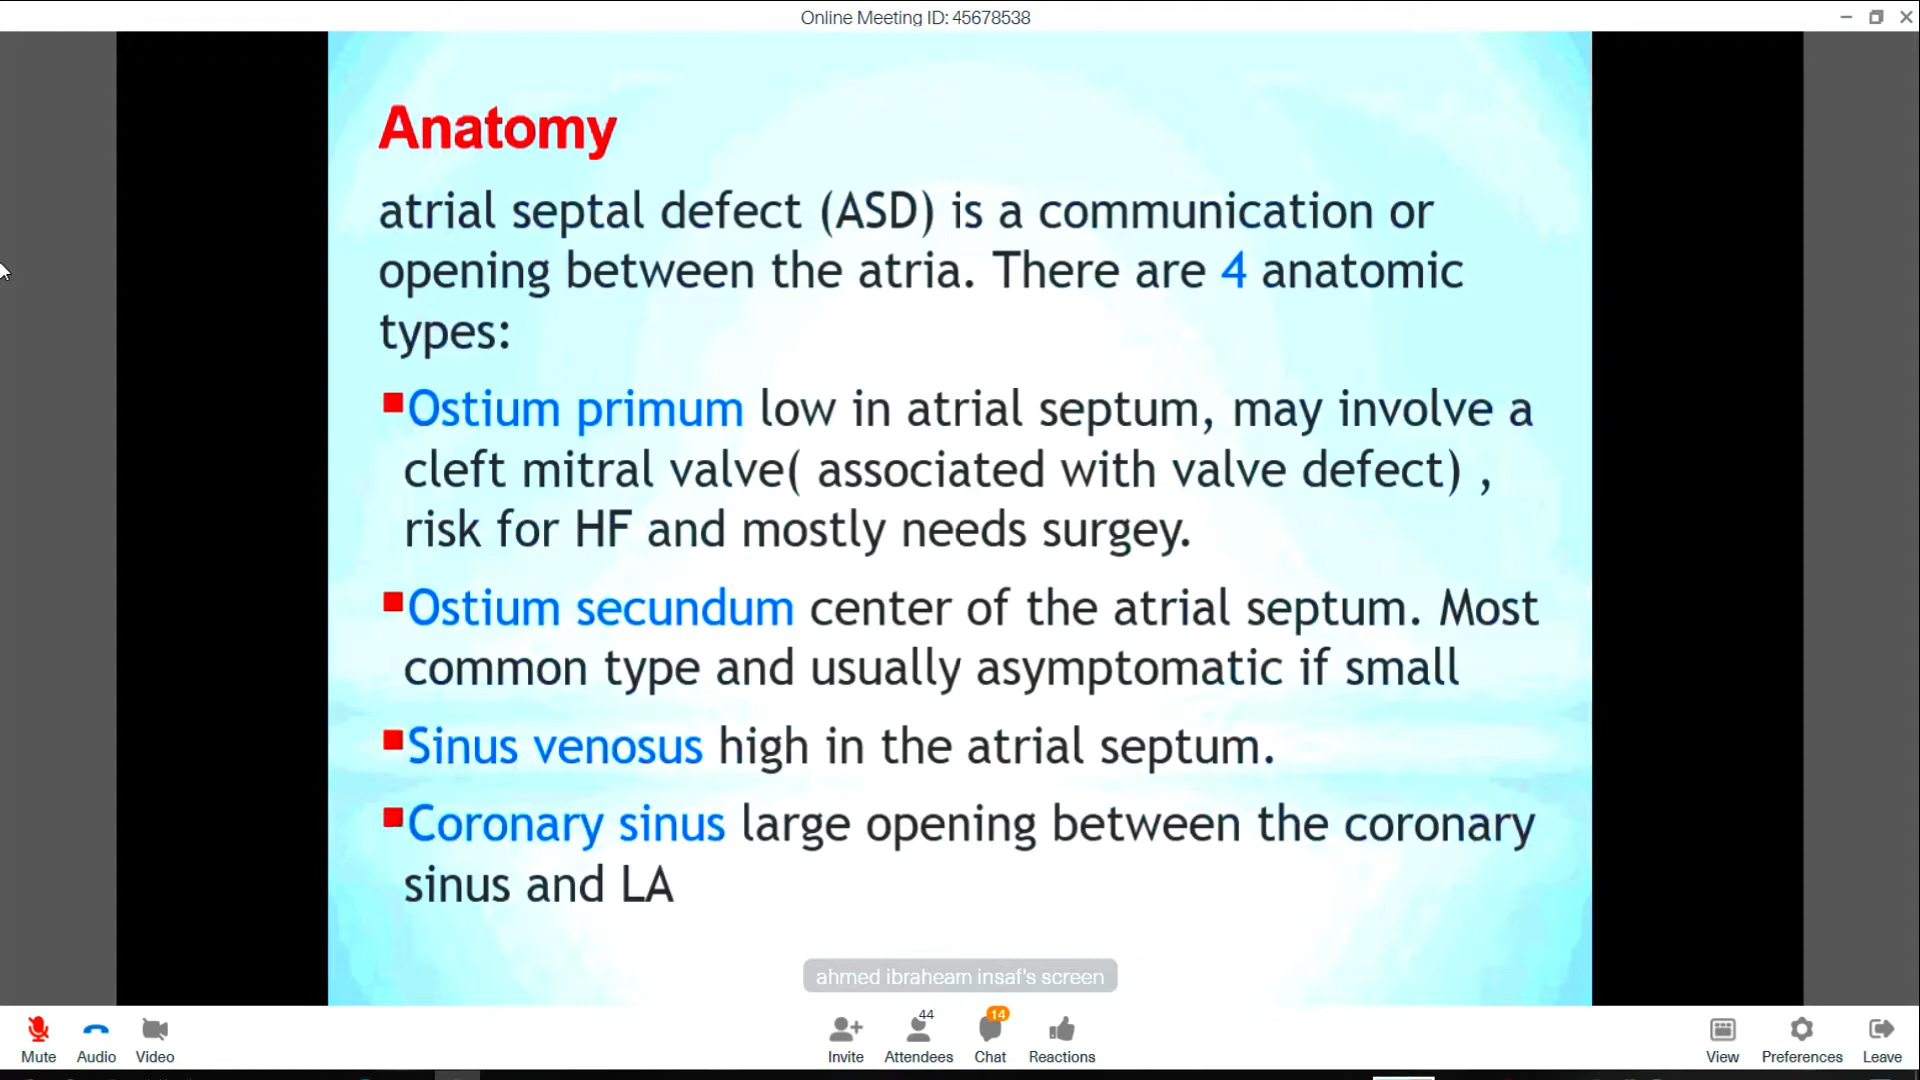 Online Meeting ID: 45678538
Anatomy
atrial septal defect (ASD) is a communication or
opening between the atria. There are 4 anatomic
types:
Ostium primum low in atrial septum, may involve a
cleft mitral valve( associated with valve defect) ,
risk for HF and mostly needs surgey.
Ostium secundum center of the atrial septum. Most
common type and usually asymptomatic if small
Sinus venosus high in the atrial septum.
Coronary sinus large opening between the coronary
sinus and LA
ahmed ibraheam insaf's screen
44
14
Mute Audio Video Invite Attendees Chat Reactions View Preferences Leave